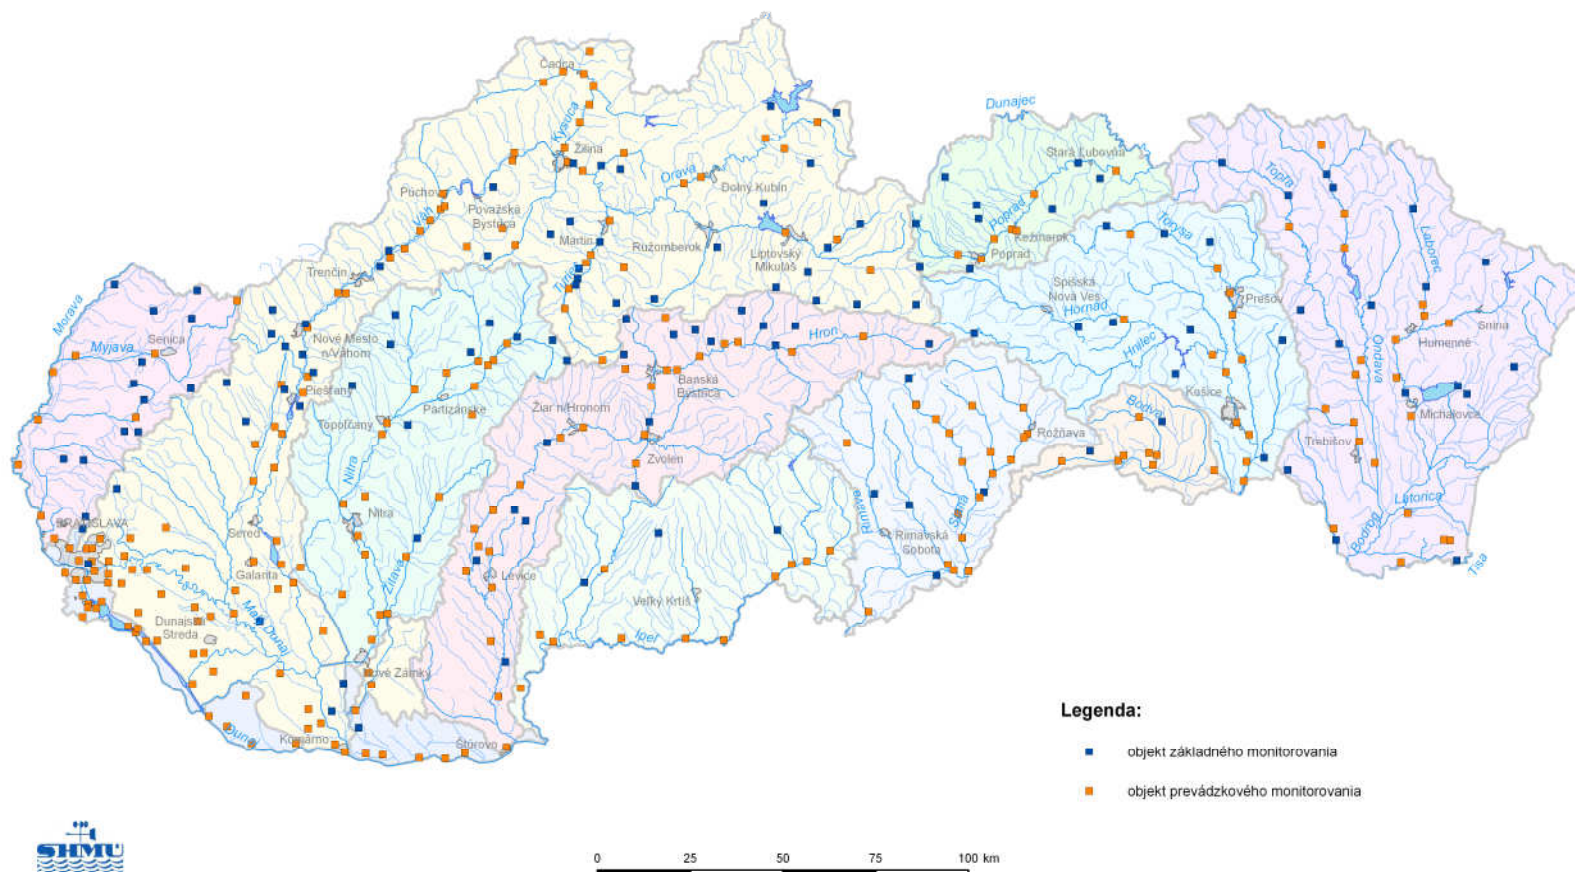 Čadca
Kysuca
Žilina
Dunajec
Stará Ľubovňa
Topľa
Orava
Dolný Kubín
Púchov
Považská
Bystrica
Váh
Martin
Ružomberok
Liptovský
Mikuláš
Poprad
Kežmarok
Poprad
Torysa
Laborec
Trenčín
Turiec
Spišská
Nová Ves
Hornád
Prešov
Morava
Myjava
Senica
Nové Mesto
n/Váhom
Hron
Hnilec
Ondava
Snina
Humenné
Piešťany
Partizánske
Topoľčany
Banská
Bystrica
Žiar n/Hronom
Košice
Bodva
Michalovce
Zvolen
Rožňava
Trebišov
Nitra
Nitra
Rimava
Slaná
Latorica
BRATISLAVA
Sereď
Rimavská
Sobota
Bodrog
Tisa
Galanta
Žitava
Levice
Malý Dunaj
Veľký Krtíš
Dunajská
Streda
Ipeľ
Nové Zámky
Dunaj
Komárno
Štúrovo
Legenda:
objekt základného monitorovania
objekt prevádzkového monitorovania
SHMÚ
0 25 50 75 100 km